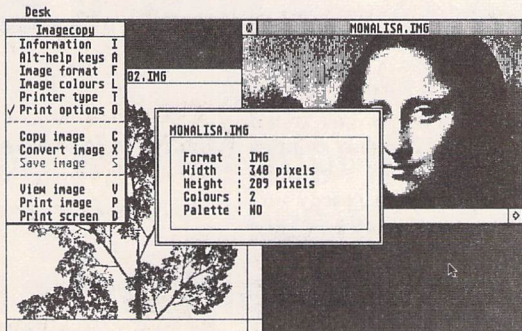 Desk
Imagecopy
Information I
Alt-help keys A
Image format F
Image colours L
Printer type T
✓ Print options O
Copy image C
Convert image X
Save image S
View image V
Print image P
Print screen D
02.IMG
MONALISA.IMG
MONALISA.IMG
Format : IMG
Width : 340 pixels
Height : 209 pixels
Colours : 2
Palette : NO